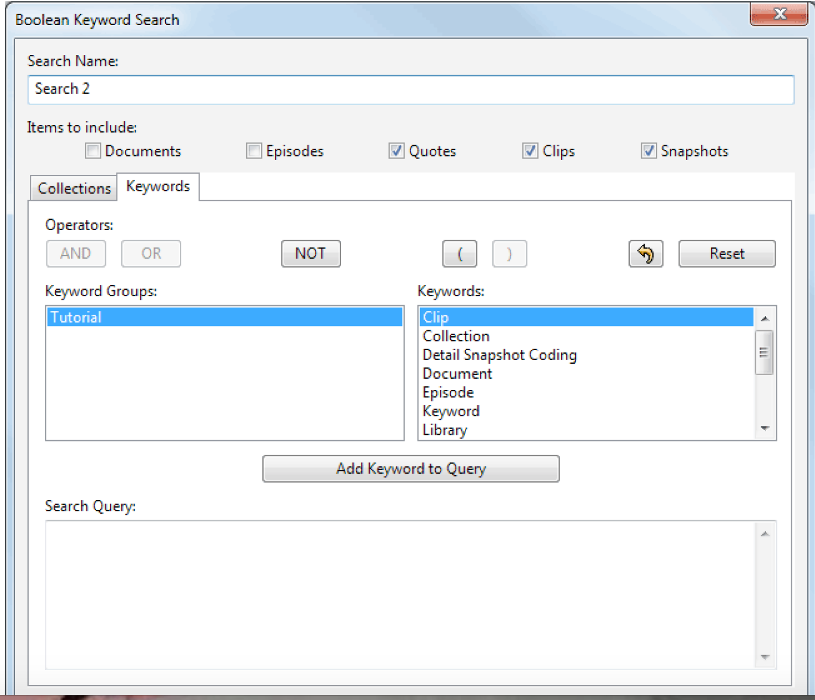 Boolean Keyword Search
Search Name:
Search 2
Items to include:
Documents Episodes Quotes Clips Snapshots
Collections Keywords
Operators:
AND OR NOT ( ) Reset
Keyword Groups: Keywords:
Tutorial Clip
Collection
Detail Snapshot Coding
Document
Episode
Keyword
Library
Add Keyword to Query
Search Query: